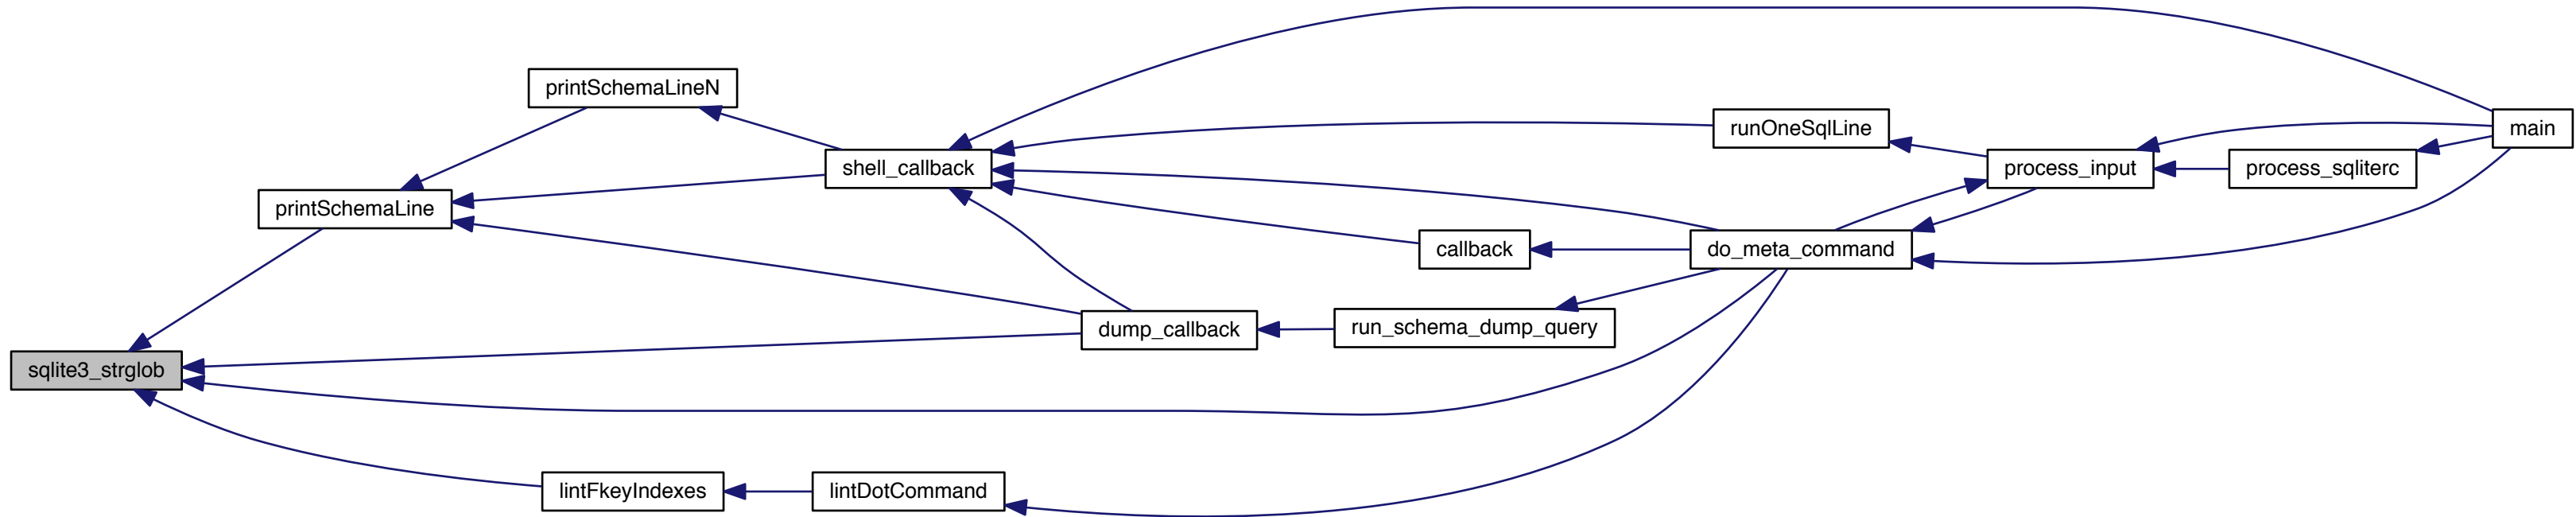 printSchemaLineN
runOneSqlLine
main
shell_callback
process_input
process_sqliterc
printSchemaLine
callback
do_meta_command
dump_callback
run_schema_dump_query
sqlite3_strglob
lintFkeyIndexes
lintDotCommand